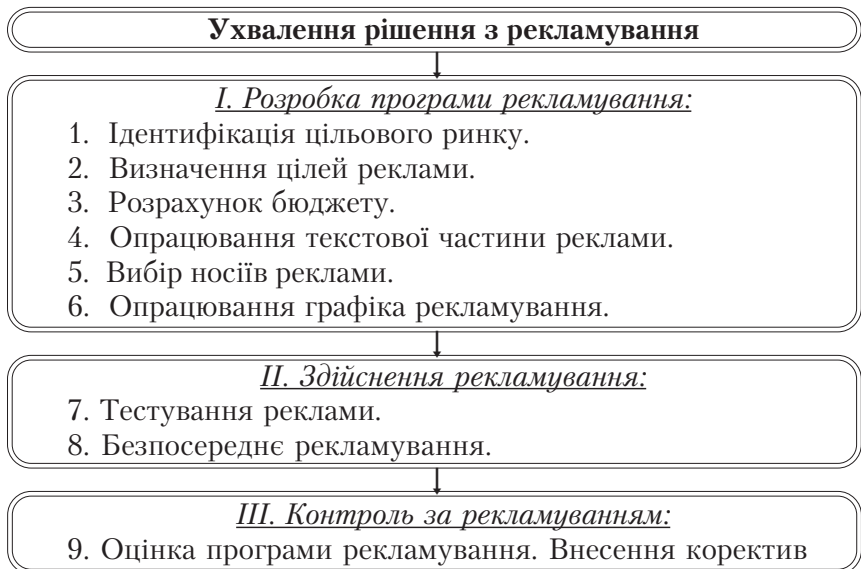 Ухвалення рішення з рекламування
І. Розробка програми рекламування:
1. Ідентифікація цільового ринку.
2. Визначення цілей реклами.
3. Розрахунок бюджету.
4. Опрацювання текстової частини реклами.
5. Вибір носіїв реклами.
6. Опрацювання графіка рекламування.
ІІ. Здійснення рекламування:
7. Тестування реклами.
8. Безпосереднє рекламування.
ІІІ. Контроль за рекламуванням:
9. Оцінка програми рекламування. Внесення коректив